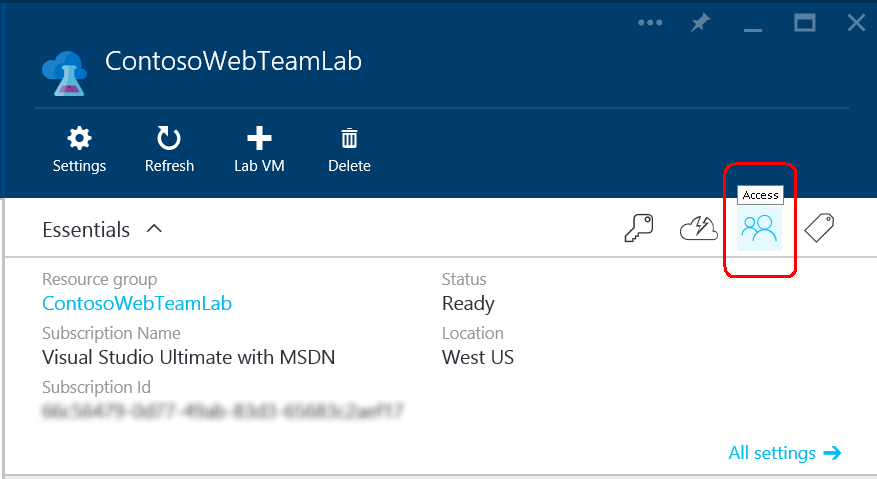 ContosoWebTeamLab
Settings Refresh Lab VM Delete
Access
Essentials
Resource group Status
ContosoWebTeamLab Ready
Subscription Name Location
Visual Studio Ultimate with MSDN West US
Subscription Id
All settings